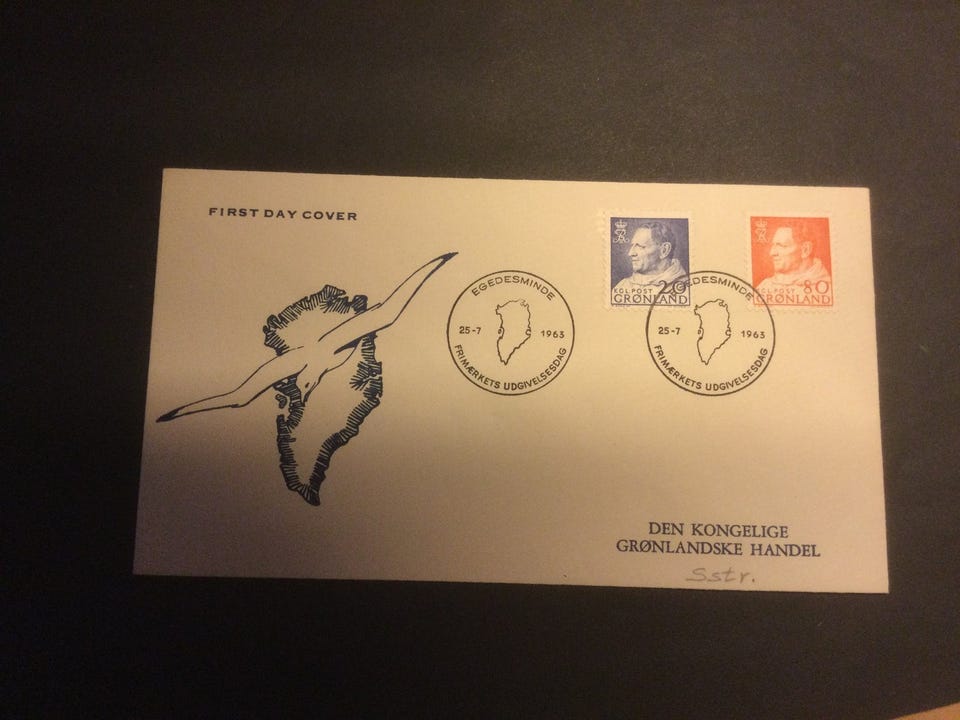 FIRST DAY COVER
KGL.POST 20
GRØNLAND
KGL.POST 80
GRØNLAND
EGEDESMINDE
25-7 1963
FRIMÆRKETS UDGIVELSESDAG
EGEDESMINDE
25-7 1963
FRIMÆRKETS UDGIVELSESDAG
DEN KONGELIGE
GRØNLANDSKE HANDEL
Sstr.